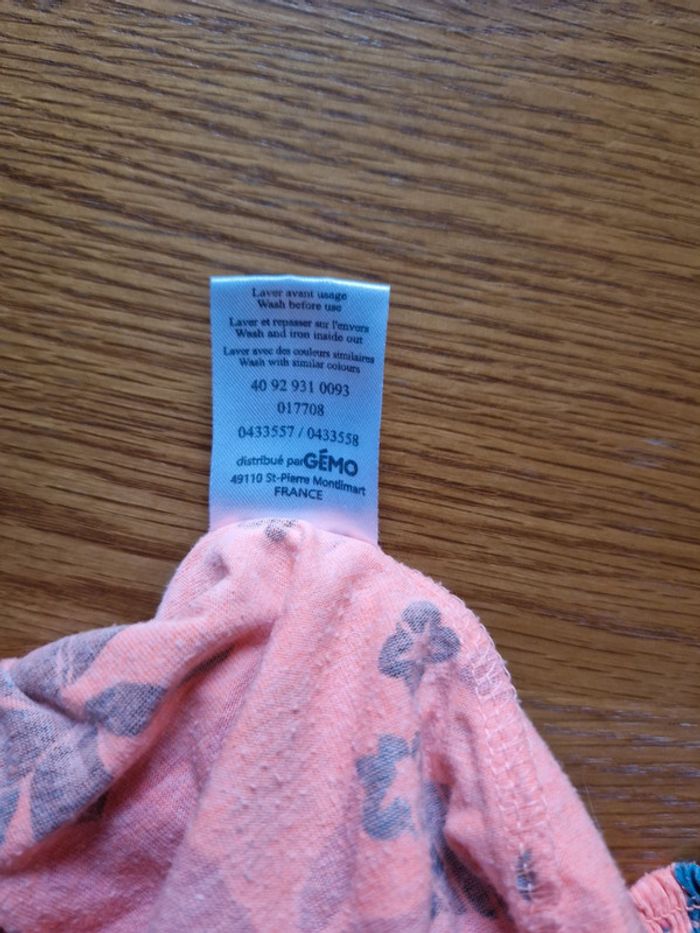 Laver avant usage
Wash before use
Laver et repasser sur l'envers
Wash and iron inside out
Laver avec des couleurs similaires
Wash with similar colours
40 92 931 0093
017708
0433557 / 0433558
distribué par GÉMO
49110 St-Pierre Montlimart
FRANCE